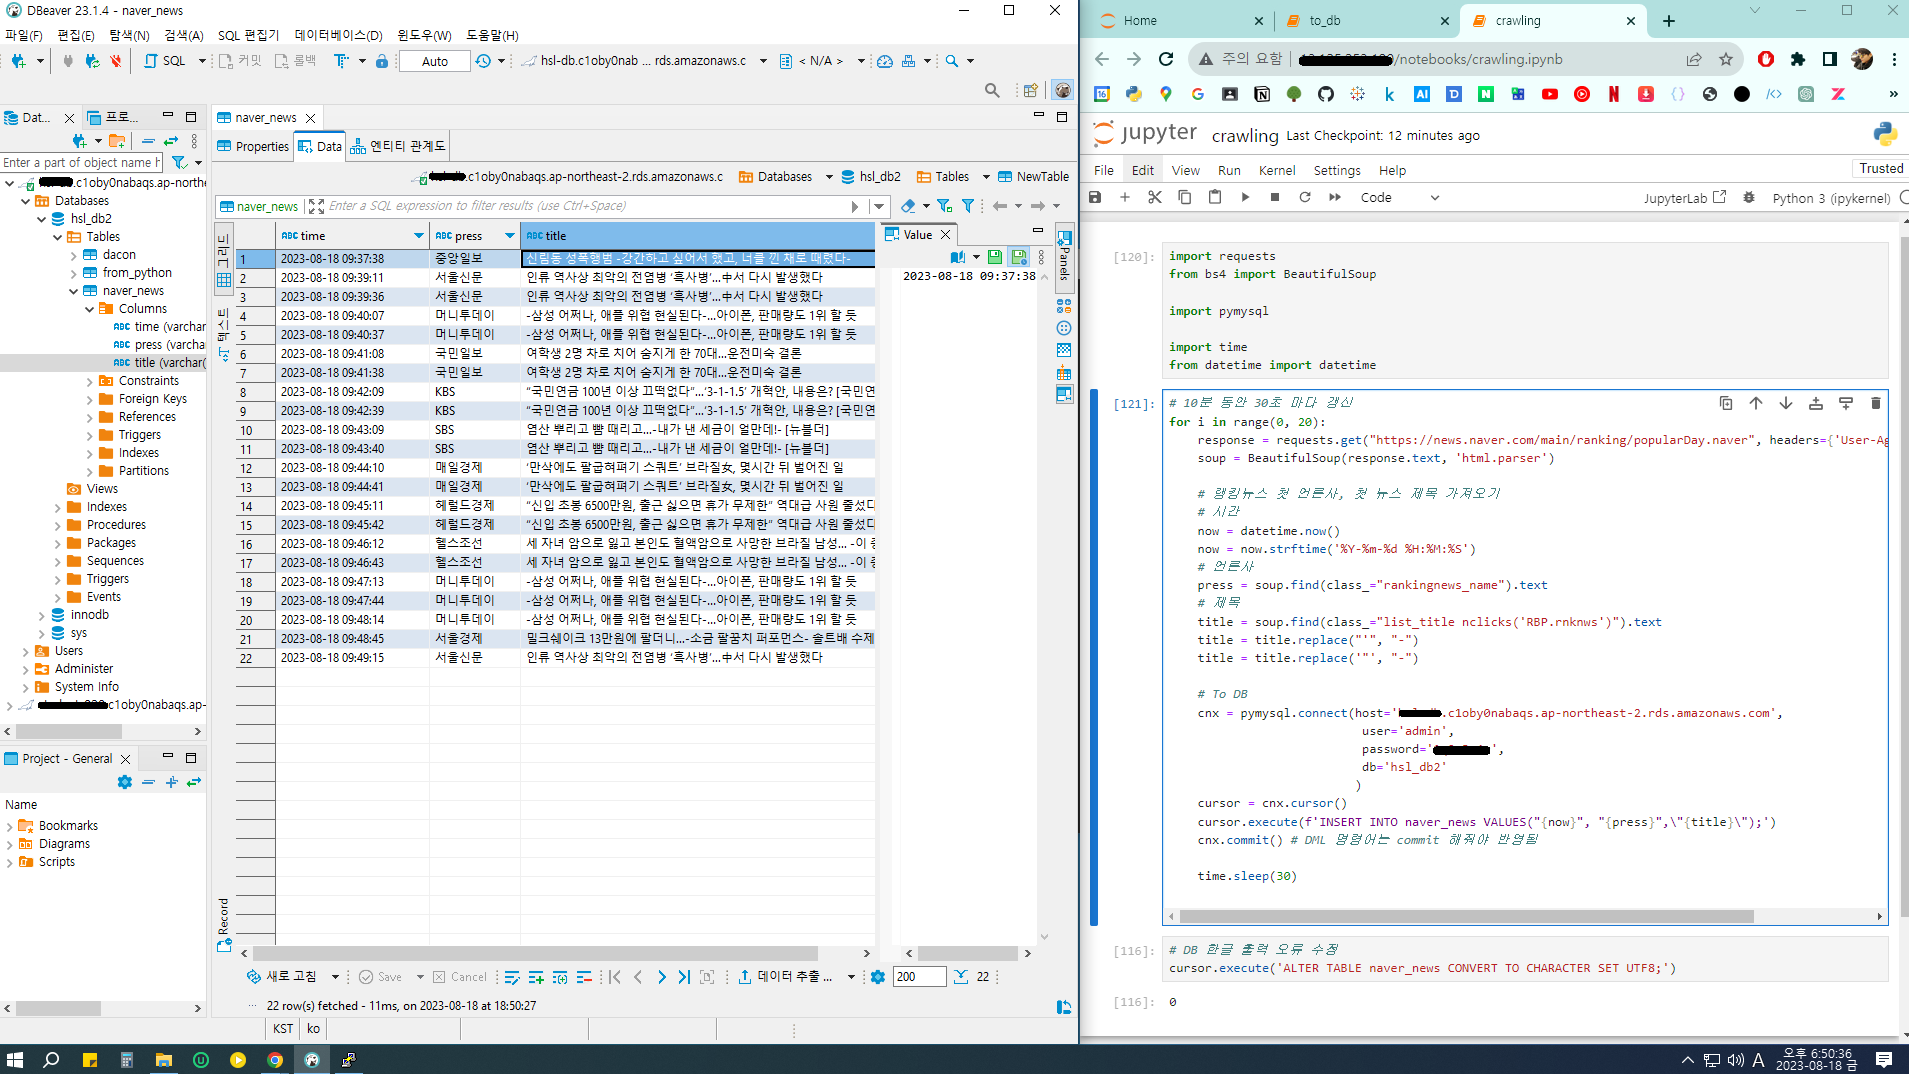 DBeaver 23.1.4 - naver_news
파일(F) 편집(E) 탐색(N) 검색(A) SQL 편집기 데이터베이스(D) 윈도우(W) 도움말(H)
SQL 커밋 롤백 Auto hsl-db.c1oby0nab ... rds.amazonaws.c < N/A >
Dat... 프로...
Enter a part of object name h
.c1oby0nabaqs.ap-northe
Databases
hsl_db2
Tables
dacon
from_python
naver_news
Columns
time (varchar
press (varcha
title (varchar(
Constraints
Foreign Keys
References
Triggers
Indexes
Partitions
Views
Indexes
Procedures
Packages
Sequences
Triggers
Events
innodb
sys
Users
Administer
System Info
c1oby0nabaqs.ap-
Project - General
Name
Bookmarks
Diagrams
Scripts
naver_news
Properties Data 엔티티 관계도
.c1oby0nabaqs.ap-northeast-2.rds.amazonaws.c Databases hsl_db2 Tables NewTable
naver_news Enter a SQL expression to filter results (use Ctrl+Space)
그리드
텍스트
Record
ABC time ABC press ABC title
1 2023-08-18 09:37:38 중앙일보 신림동 성폭행범 -강간하고 싶어서 했고, 너클 낀 채로 때렸다-
2 2023-08-18 09:39:11 서울신문 인류 역사상 최악의 전염병 ‘흑사병’…中서 다시 발생했다
3 2023-08-18 09:39:36 서울신문 인류 역사상 최악의 전염병 ‘흑사병’…中서 다시 발생했다
4 2023-08-18 09:40:07 머니투데이 -삼성 어쩌나, 애플 위협 현실된다-...아이폰, 판매량도 1위 할 듯
5 2023-08-18 09:40:37 머니투데이 -삼성 어쩌나, 애플 위협 현실된다-...아이폰, 판매량도 1위 할 듯
6 2023-08-18 09:41:08 국민일보 여학생 2명 차로 치어 숨지게 한 70대…운전미숙 결론
7 2023-08-18 09:41:38 국민일보 여학생 2명 차로 치어 숨지게 한 70대…운전미숙 결론
8 2023-08-18 09:42:09 KBS “국민연금 100년 이상 끄떡없다”…‘3-1-1.5’ 개혁안, 내용은? [국민연
9 2023-08-18 09:42:39 KBS “국민연금 100년 이상 끄떡없다”…‘3-1-1.5’ 개혁안, 내용은? [국민연
10 2023-08-18 09:43:09 SBS 염산 뿌리고 뺨 때리고…-내가 낸 세금이 얼만데!- [뉴블더]
11 2023-08-18 09:43:40 SBS 염산 뿌리고 뺨 때리고…-내가 낸 세금이 얼만데!- [뉴블더]
12 2023-08-18 09:44:10 매일경제 ‘만삭에도 팔굽혀펴기 스쿼트’ 브라질女, 몇시간 뒤 벌어진 일
13 2023-08-18 09:44:41 매일경제 ‘만삭에도 팔굽혀펴기 스쿼트’ 브라질女, 몇시간 뒤 벌어진 일
14 2023-08-18 09:45:11 헤럴드경제 “신입 초봉 6500만원, 출근 싫으면 휴가 무제한” 역대급 사원 줄섰다
15 2023-08-18 09:45:42 헤럴드경제 “신입 초봉 6500만원, 출근 싫으면 휴가 무제한” 역대급 사원 줄섰다
16 2023-08-18 09:46:12 헬스조선 세 자녀 암으로 잃고 본인도 혈액암으로 사망한 브라질 남성… -이 증
17 2023-08-18 09:46:43 헬스조선 세 자녀 암으로 잃고 본인도 혈액암으로 사망한 브라질 남성… -이 증
18 2023-08-18 09:47:13 머니투데이 -삼성 어쩌나, 애플 위협 현실된다-...아이폰, 판매량도 1위 할 듯
19 2023-08-18 09:47:44 머니투데이 -삼성 어쩌나, 애플 위협 현실된다-...아이폰, 판매량도 1위 할 듯
20 2023-08-18 09:48:14 머니투데이 -삼성 어쩌나, 애플 위협 현실된다-...아이폰, 판매량도 1위 할 듯
21 2023-08-18 09:48:45 서울경제 밀크쉐이크 13만원에 팔더니…-소금 팔꿈치 퍼포먼스- 솔트배 수제
22 2023-08-18 09:49:15 서울신문 인류 역사상 최악의 전염병 ‘흑사병’…中서 다시 발생했다
Value
2023-08-18 09:37:38
Panels
새로 고침 Save Cancel 데이터 추출 ... 200 22
22 row(s) fetched - 11ms, on 2023-08-18 at 18:50:27
KST ko
Home to_db crawling
주의 요함 /notebooks/crawling.ipynb
jupyter crawling Last Checkpoint: 12 minutes ago
File Edit View Run Kernel Settings Help Trusted
Code JupyterLab Python 3 (ipykernel)
[120]: import requests
from bs4 import BeautifulSoup
import pymysql
import time
from datetime import datetime
[121]: # 10분 동안 30초 마다 갱신
for i in range(0, 20):
response = requests.get("https://news.naver.com/main/ranking/popularDay.naver", headers={'User-Ag
soup = BeautifulSoup(response.text, 'html.parser')
# 랭킹뉴스 첫 언론사, 첫 뉴스 제목 가져오기
# 시간
now = datetime.now()
now = now.strftime('%Y-%m-%d %H:%M:%S')
# 언론사
press = soup.find(class_="rankingnews_name").text
# 제목
title = soup.find(class_="list_title nclicks('RBP.rnknws')").text
title = title.replace("'", "-")
title = title.replace('"', "-")
# To DB
cnx = pymysql.connect(host='.c1oby0nabaqs.ap-northeast-2.rds.amazonaws.com',
user='admin',
password='',
db='hsl_db2'
)
cursor = cnx.cursor()
cursor.execute(f'INSERT INTO naver_news VALUES("{now}", "{press}",\"{title}\");')
cnx.commit() # DML 명령어는 commit 해줘야 반영됨
time.sleep(30)
[116]: # DB 한글 출력 오류 수정
cursor.execute('ALTER TABLE naver_news CONVERT TO CHARACTER SET UTF8;')
[116]: 0
A 오후 6:50:36
2023-08-18 금